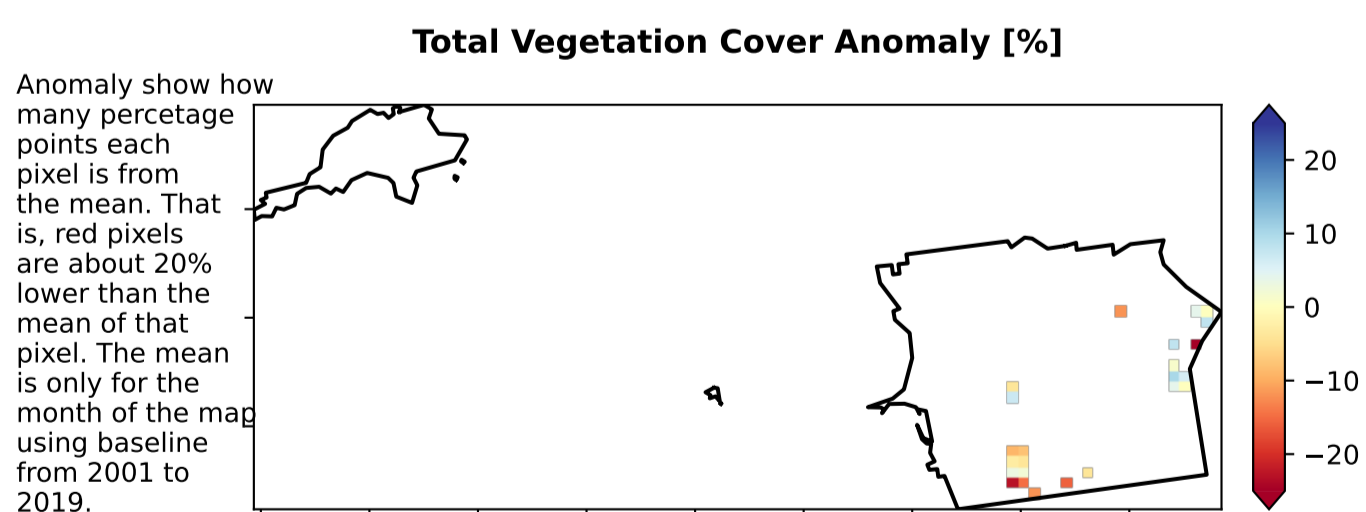 Total Vegetation Cover Anomaly [%]
Anomaly show how
many percetage
points each
pixel is from
the mean. That
is, red pixels
are about 20%
lower than the
mean of that
pixel. The mean
is only for the
month of the map
using baseline
from 2001 to
2019.
20
10
0
−10
−20